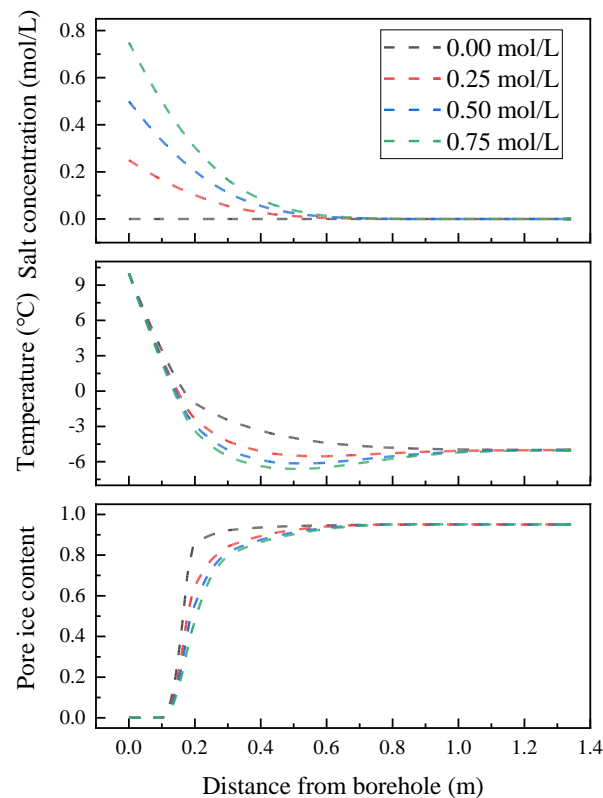 Salt concentration (mol/L)
0.8
0.6
0.4
0.2
0.0
0.00 mol/L
0.25 mol/L
0.50 mol/L
0.75 mol/L
Temperature (°C)
9
6
3
0
-3
-6
Pore ice content
1.0
0.8
0.6
0.4
0.2
0.0
0.0 0.2 0.4 0.6 0.8 1.0 1.2 1.4
Distance from borehole (m)